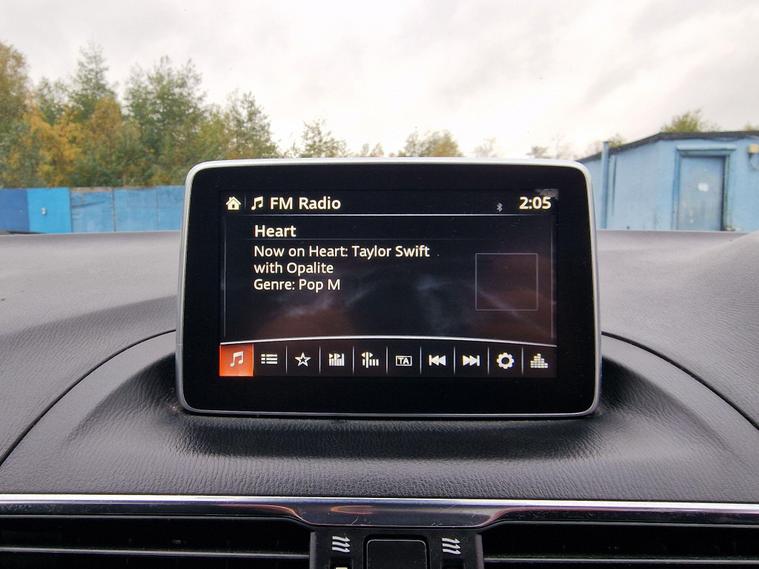 FM Radio
2:05
Heart
Now on Heart: Taylor Swift
with Opalite
Genre: Pop M
TA